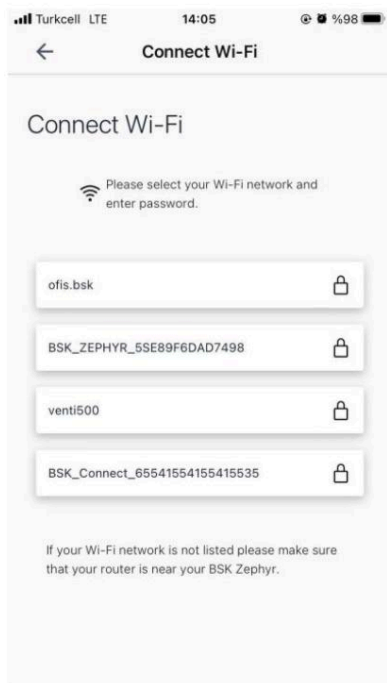 Turkcell LTE 14:05 %98
Connect Wi-Fi
Connect Wi-Fi
Please select your Wi-Fi network and
enter password.
ofis.bsk
BSK_ZEPHYR_5SE89F6DAD7498
venti500
BSK_Connect_65541554155415535
If your Wi-Fi network is not listed please make sure
that your router is near your BSK Zephyr.